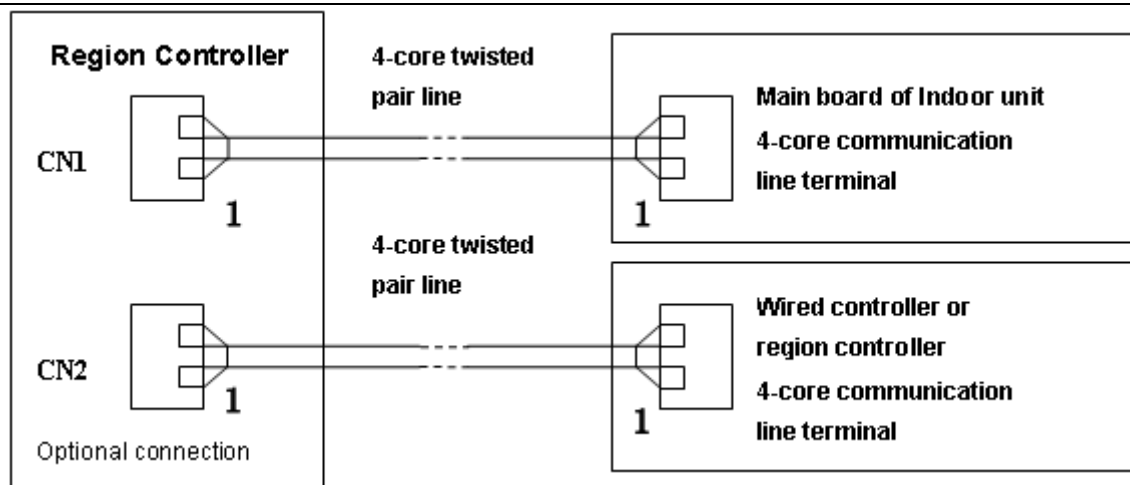 Region Controller
4-core twisted
pair line
CN1
1
1
Main board of Indoor unit
4-core communication
line terminal
4-core twisted
pair line
CN2
1
1
Wired controller or
region controller
4-core communication
line terminal
Optional connection